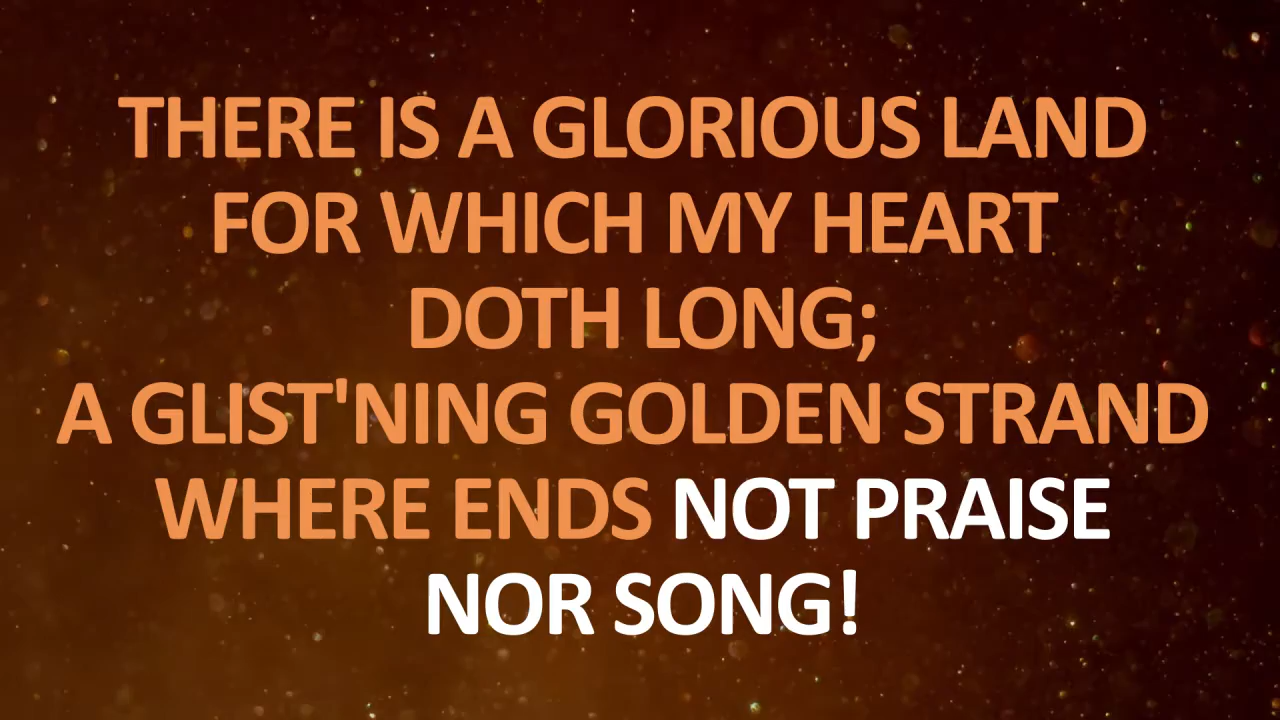 THERE IS A GLORIOUS LAND
FOR WHICH MY HEART
DOTH LONG;
A GLIST'NING GOLDEN STRAND
WHERE ENDS NOT PRAISE
NOR SONG!